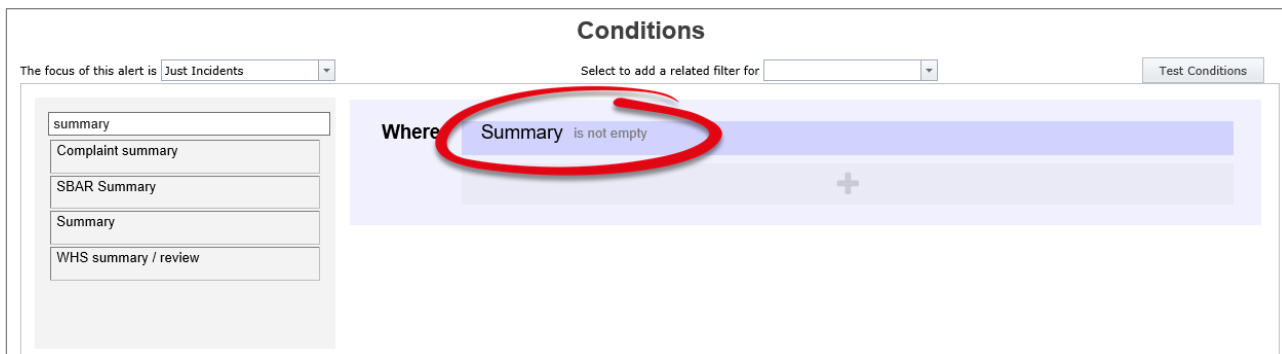 Conditions
The focus of this alert is Just Incidents
Select to add a related filter for
Test Conditions
summary
Complaint summary
SBAR Summary
Summary
WHS summary / review
Where
Summary is not empty